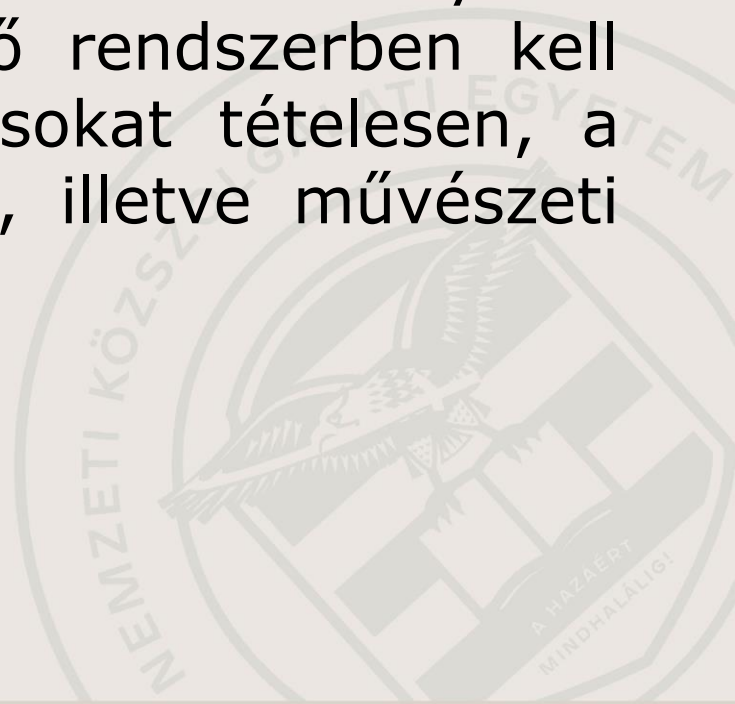 ő rendszerben kell
sokat tételesen, a
, illetve művészeti
NEMZETI KÖZSZOLGÁLATI EGYETEM
A HAZÁÉRT
MINDHALÁLIG!